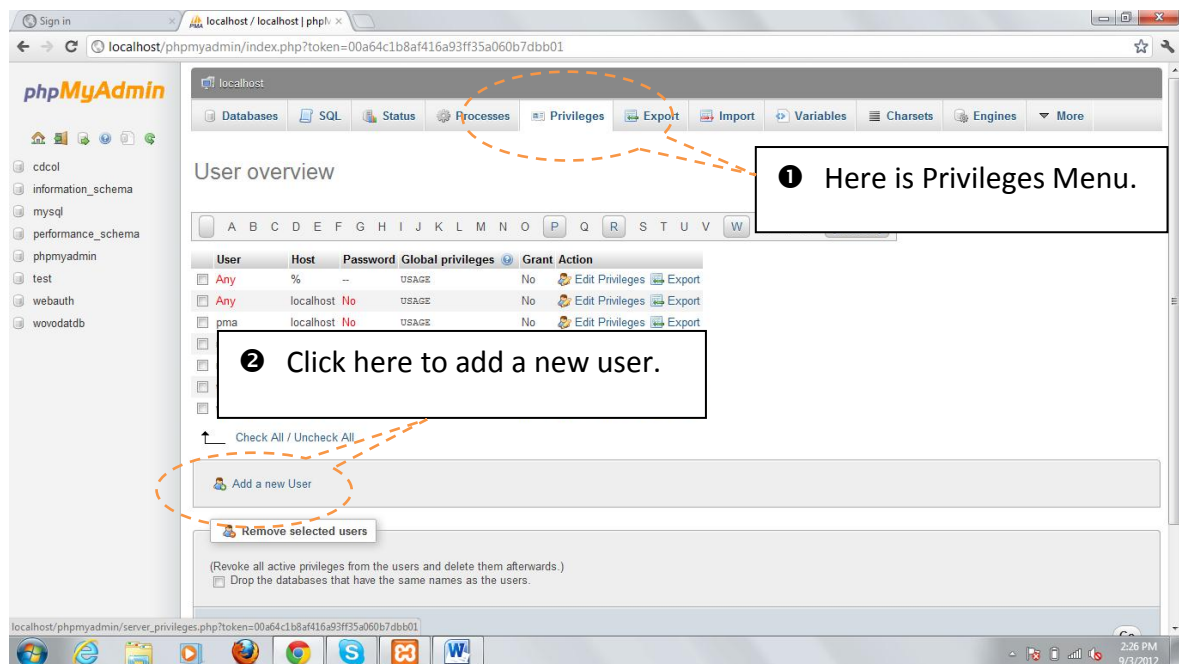 Sign in
localhost / localhost | phpM
localhost/phpmyadmin/index.php?token=00a64c1b8af416a93ff35a060b7dbb01
phpMyAdmin
cdcol
information_schema
mysql
performance_schema
phpmyadmin
test
webauth
wovodatdb
localhost
Databases SQL Status Processes Privileges Export Import Variables Charsets Engines More
❶ Here is Privileges Menu.
User overview
A B C D E F G H I J K L M N O P Q R S T U V W
User Host Password Global privileges Grant Action
Any % -- USAGE No Edit Privileges Export
Any localhost No USAGE No Edit Privileges Export
pma localhost No USAGE No Edit Privileges Export
❷ Click here to add a new user.
Check All / Uncheck All
Add a new User
Remove selected users
(Revoke all active privileges from the users and delete them afterwards.)
Drop the databases that have the same names as the users.
localhost/phpmyadmin/server_privileges.php?token=00a64c1b8af416a93ff35a060b7dbb01
Go
2:26 PM
9/3/2012